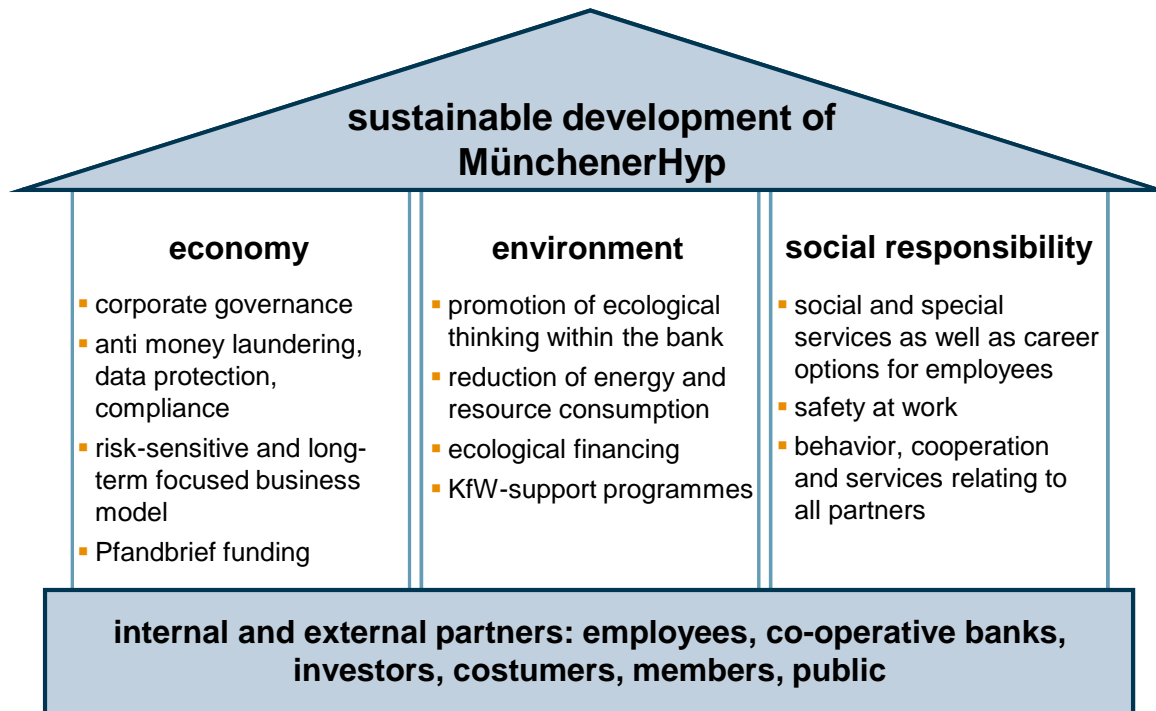 sustainable development of
MünchenerHyp
economy
▪ corporate governance
▪ anti money laundering,
data protection,
compliance
▪ risk-sensitive and long-
term focused business
model
▪ Pfandbrief funding
environment
▪ promotion of ecological
thinking within the bank
▪ reduction of energy and
resource consumption
▪ ecological financing
▪ KfW-support programmes
social responsibility
▪ social and special
services as well as career
options for employees
▪ safety at work
▪ behavior, cooperation
and services relating to
all partners
internal and external partners: employees, co-operative banks,
investors, costumers, members, public